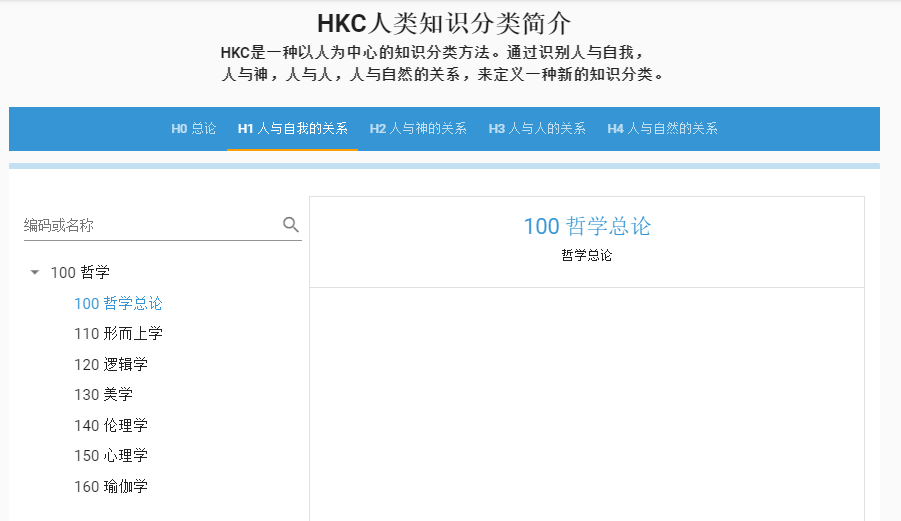 HKC人类知识分类简介
HKC是一种以人为中心的知识分类方法。通过识别人与自我，
人与神，人与人，人与自然的关系，来定义一种新的知识分类。
H0 总论 H1 人与自我的关系 H2 人与神的关系 H3 人与人的关系 H4 人与自然的关系
编码或名称
100 哲学
100 哲学总论
110 形而上学
120 逻辑学
130 美学
140 伦理学
150 心理学
160 瑜伽学
100 哲学总论
哲学总论